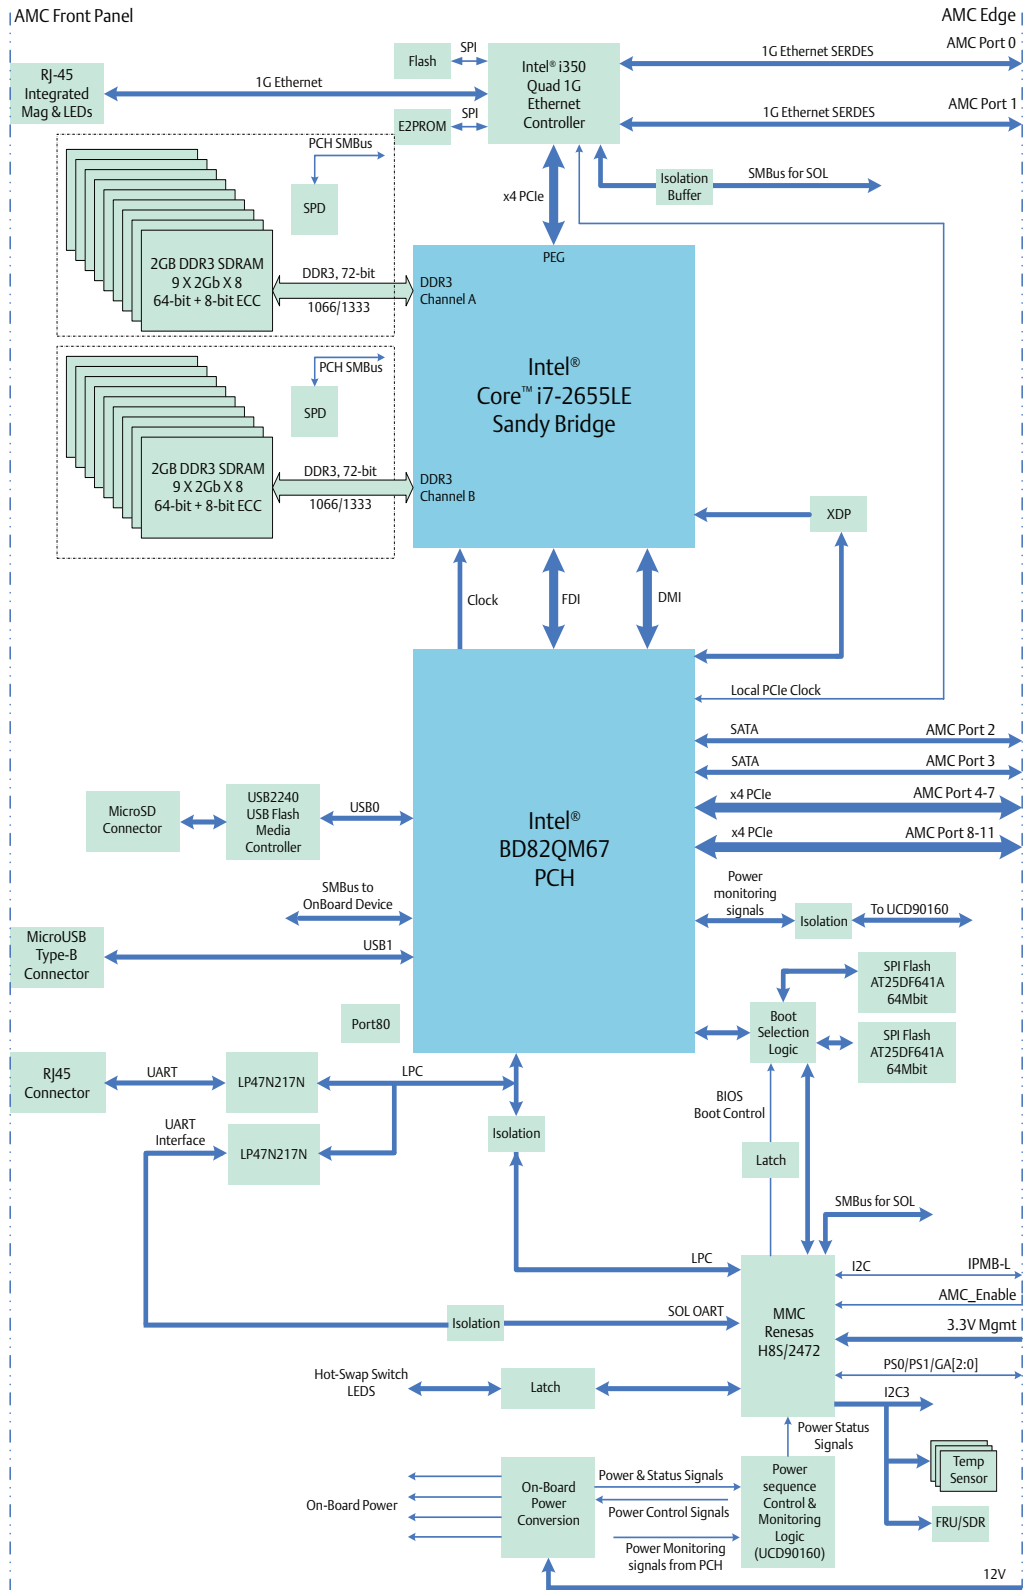 AMC Front Panel
AMC Edge
RJ-45
Integrated
Mag & LEDs
1G Ethernet
Flash
SPI
E2PROM
SPI
Intel® i350
Quad 1G
Ethernet
Controller
1G Ethernet SERDES
AMC Port 0
1G Ethernet SERDES
AMC Port 1
Isolation
Buffer
SMBus for SOL
x4 PCIe
PCH SMBus
SPD
2GB DDR3 SDRAM
9 X 2Gb X 8
64-bit + 8-bit ECC
DDR3, 72-bit
1066/1333
DDR3
Channel A
PEG
PCH SMBus
SPD
2GB DDR3 SDRAM
9 X 2Gb X 8
64-bit + 8-bit ECC
DDR3, 72-bit
1066/1333
DDR3
Channel B
Intel®
Core™ i7-2655LE
Sandy Bridge
XDP
Clock
FDI
DMI
Local PCIe Clock
SATA
AMC Port 2
SATA
AMC Port 3
x4 PCIe
AMC Port 4-7
x4 PCIe
AMC Port 8-11
MicroSD
Connector
USB2240
USB Flash
Media
Controller
USB0
Intel®
BD82QM67
PCH
SMBus to
OnBoard Device
Power
monitoring
signals
Isolation
To UCD90160
MicroUSB
Type-B
Connector
USB1
Port80
SPI Flash
AT25DF641A
64Mbit
Boot
Selection
Logic
SPI Flash
AT25DF641A
64Mbit
RJ45
Connector
UART
LP47N217N
LPC
UART
Interface
LP47N217N
Isolation
BIOS
Boot Control
Latch
SMBus for SOL
LPC
MMC
Renesas
H8S/2472
I2C
IPMB-L
AMC_Enable
3.3V Mgmt
PS0/PS1/GA[2:0]
I2C3
Isolation
SOL OART
Hot-Swap Switch
LEDS
Latch
Power Status
Signals
Temp
Sensor
FRU/SDR
On-Board Power
On-Board
Power
Conversion
Power & Status Signals
Power Control Signals
Power Monitoring
signals from PCH
Power
sequence
Control &
Monitoring
Logic
(UCD90160)
12V